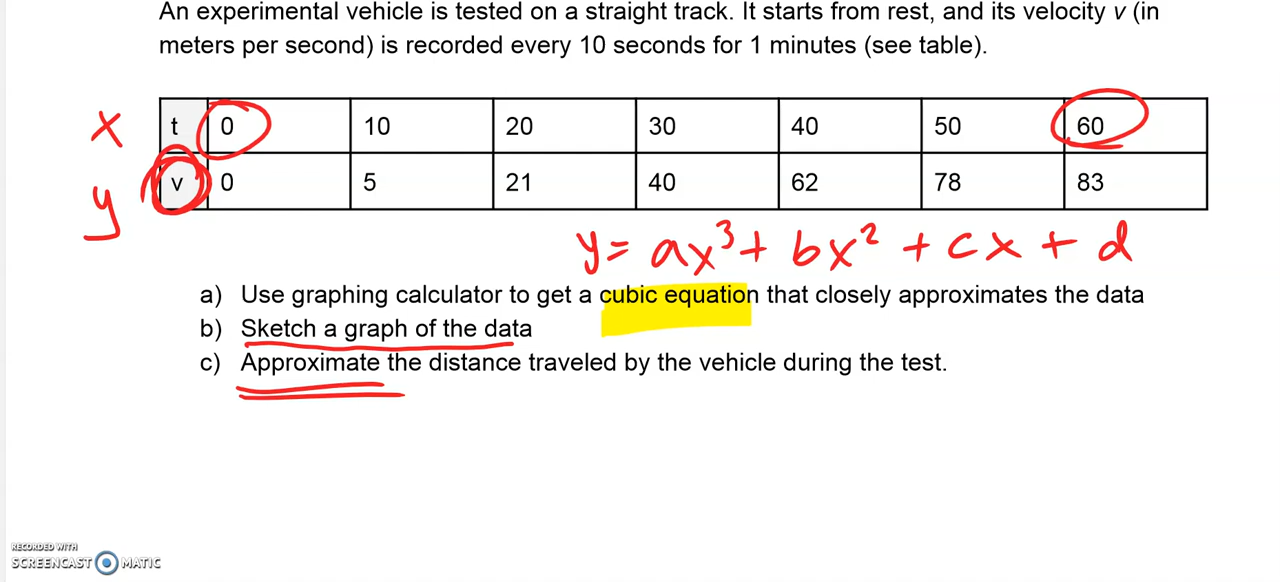 An experimental vehicle is tested on a straight track. It starts from rest, and its velocity v (in
meters per second) is recorded every 10 seconds for 1 minutes (see table).
x t 0 10 20 30 40 50 60
y v 0 5 21 40 62 78 83
y = ax³ + bx² + cx + d
a) Use graphing calculator to get a cubic equation that closely approximates the data
b) Sketch a graph of the data
c) Approximate the distance traveled by the vehicle during the test.
RECORDED WITH
SCREENCAST MATIC